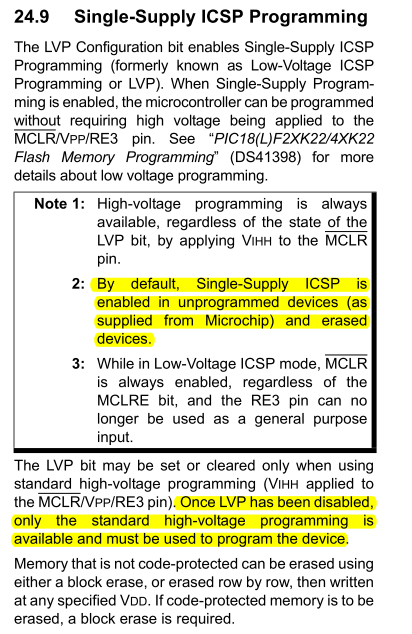 24.9 Single-Supply ICSP Programming
The LVP Configuration bit enables Single-Supply ICSP
Programming (formerly known as Low-Voltage ICSP
Programming or LVP). When Single-Supply Program-
ming is enabled, the microcontroller can be programmed
without requiring high voltage being applied to the
MCLR/VPP/RE3 pin. See “PIC18(L)F2XK22/4XK22
Flash Memory Programming” (DS41398) for more
details about low voltage programming.
Note 1: High-voltage programming is always
available, regardless of the state of the
LVP bit, by applying VIHH to the MCLR
pin.
2: By default, Single-Supply ICSP is
enabled in unprogrammed devices (as
supplied from Microchip) and erased
devices.
3: While in Low-Voltage ICSP mode, MCLR
is always enabled, regardless of the
MCLRE bit, and the RE3 pin can no
longer be used as a general purpose
input.
The LVP bit may be set or cleared only when using
standard high-voltage programming (VIHH applied to
the MCLR/VPP/RE3 pin). Once LVP has been disabled,
only the standard high-voltage programming is
available and must be used to program the device.
Memory that is not code-protected can be erased using
either a block erase, or erased row by row, then written
at any specified VDD. If code-protected memory is to be
erased, a block erase is required.